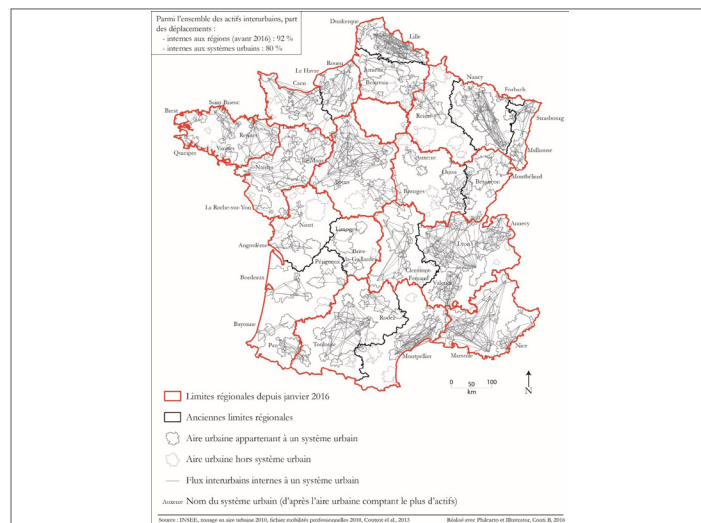 Parmi l'ensemble des actifs interurbains, part
des déplacements :
- internes aux régions (avant 2016) : 92 %
- internes aux systèmes urbains : 80 %
Dunkerque
Lille
Rouen
Amiens
Le Havre
Beauvais
Caen
Nancy
Forbach
Reims
Strasbourg
Saint Brieuc
Brest
Rennes
Quimper
Vannes
Le Mans
Mulhouse
Auxerre
Montbéliard
Nantes
Dijon
Besançon
Bourges
La Roche-sur-Yon
Niort
Annecy
Limoges
Lyon
Angoulême
Brive-
la-Gaillarde
Périgueux
Clermont-
Ferrand
Bordeaux
Valence
Rodez
Bayonne
Toulouse
Nice
Pau
Montpellier
Marseille
0 50 100
km
N
Limites régionales depuis janvier 2016
Anciennes limites régionales
Aire urbaine appartenant à un système urbain
Aire urbaine hors système urbain
Flux interurbains internes à un système urbain
Auxerre Nom du système urbain (d'après l'aire urbaine comptant le plus d'actifs)
Source : INSEE, zonage en aire urbaine 2010, fichier mobilités professionnelles 2010, Coutrot et al., 2013
Réalisé avec Philcarto et Illustrator, Conti B, 2016